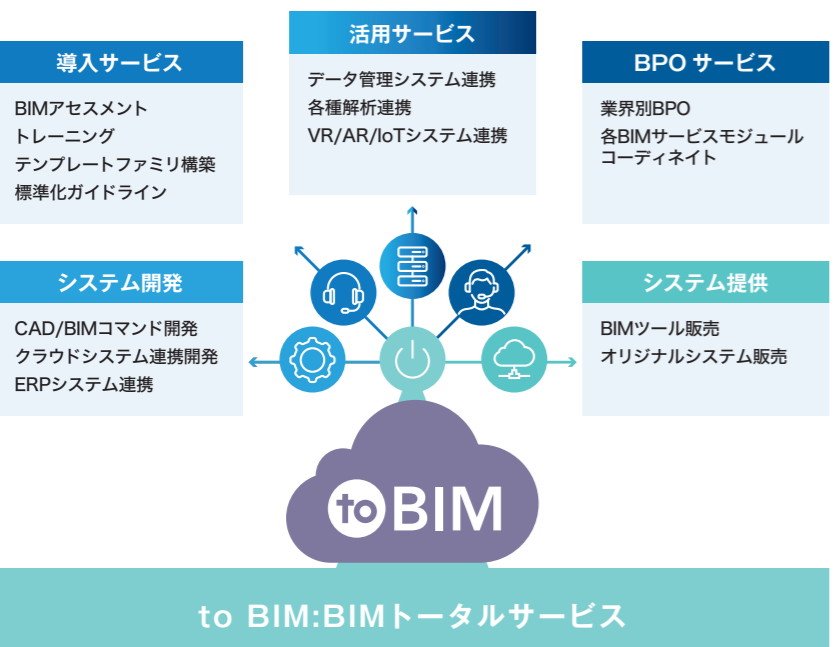 導入サービス
BIMアセスメント
トレーニング
テンプレートファミリ構築
標準化ガイドライン
活用サービス
データ管理システム連携
各種解析連携
VR/AR/IoTシステム連携
BPO サービス
業界別BPO
各BIMサービスモジュール
コーディネイト
システム開発
CAD/BIMコマンド開発
クラウドシステム連携開発
ERPシステム連携
システム提供
BIMツール販売
オリジナルシステム販売
to BIM
to BIM:BIMトータルサービス